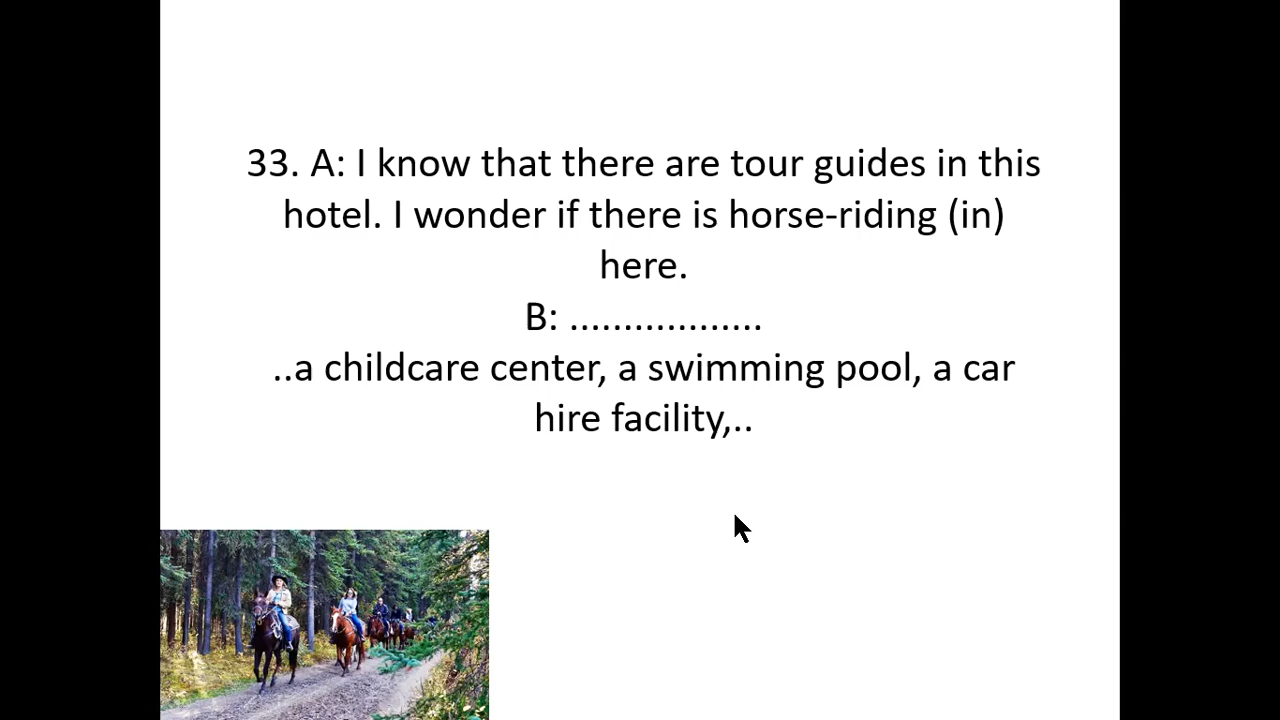 33. A: I know that there are tour guides in this
hotel. I wonder if there is horse-riding (in)
here.
B: ..................
..a childcare center, a swimming pool, a car
hire facility,..